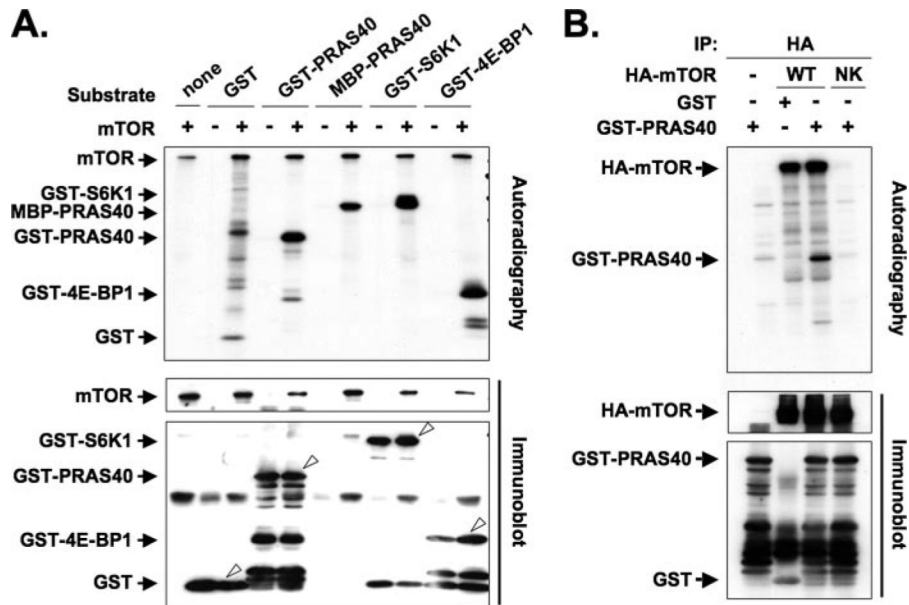 A.
Substrate none GST GST-PRAS40 MBP-PRAS40 GST-S6K1 GST-4E-BP1
mTOR + - + - + - + - + - +
mTOR
GST-S6K1
MBP-PRAS40
GST-PRAS40
GST-4E-BP1
GST
Autoradiography
mTOR
GST-S6K1
GST-PRAS40
GST-4E-BP1
GST
Immunoblot
B.
IP: HA
HA-mTOR - WT NK
GST + 
GST-PRAS40 + - + +
HA-mTOR
GST-PRAS40
Autoradiography
HA-mTOR
GST-PRAS40
GST
Immunoblot